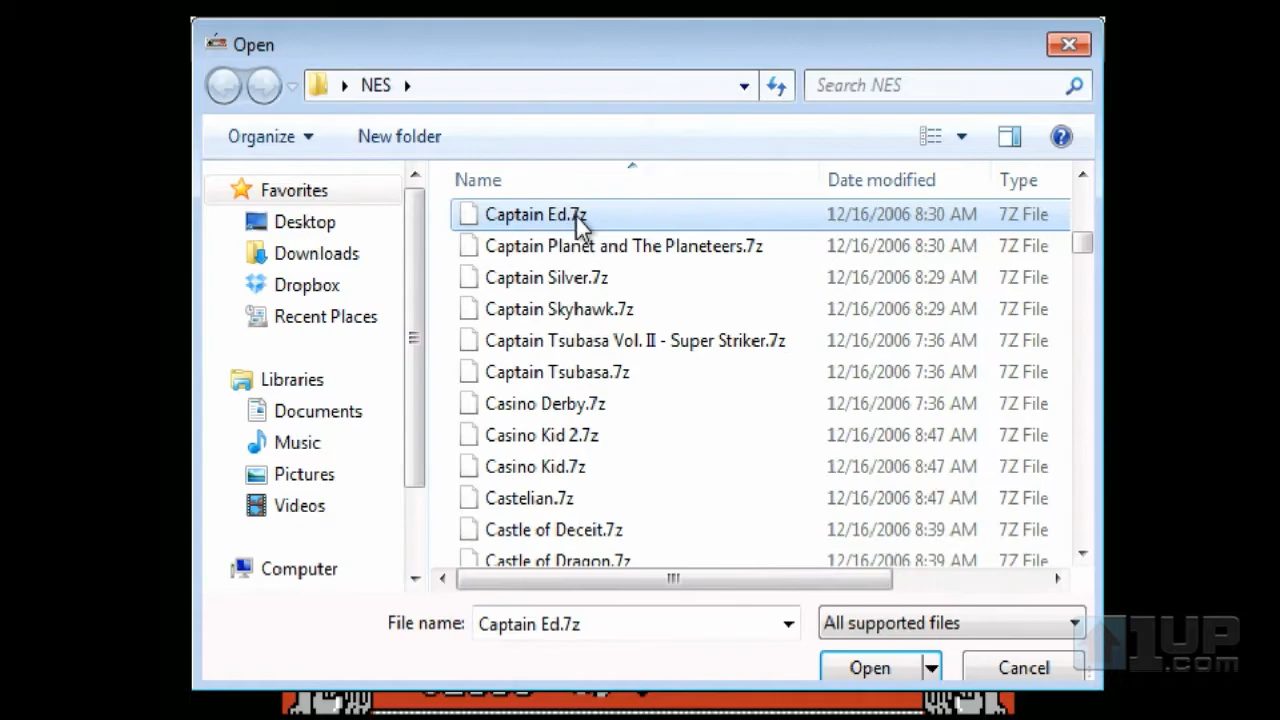 Open
NES
Search NES
Organize
New folder
Favorites
Desktop
Downloads
Dropbox
Recent Places
Libraries
Documents
Music
Pictures
Videos
Computer
Name Date modified Type
Captain Ed.7z 12/16/2006 8:30 AM 7Z File
Captain Planet and The Planeteers.7z 12/16/2006 8:30 AM 7Z File
Captain Silver.7z 12/16/2006 8:29 AM 7Z File
Captain Skyhawk.7z 12/16/2006 8:29 AM 7Z File
Captain Tsubasa Vol. II - Super Striker.7z 12/16/2006 7:36 AM 7Z File
Captain Tsubasa.7z 12/16/2006 7:36 AM 7Z File
Casino Derby.7z 12/16/2006 7:36 AM 7Z File
Casino Kid 2.7z 12/16/2006 8:47 AM 7Z File
Casino Kid.7z 12/16/2006 8:47 AM 7Z File
Castelian.7z 12/16/2006 8:47 AM 7Z File
Castle of Deceit.7z 12/16/2006 8:39 AM 7Z File
Castle of Dragon.7z 12/16/2006 8:39 AM 7Z File
File name: Captain Ed.7z
All supported files
Open
Cancel
1UP
.com